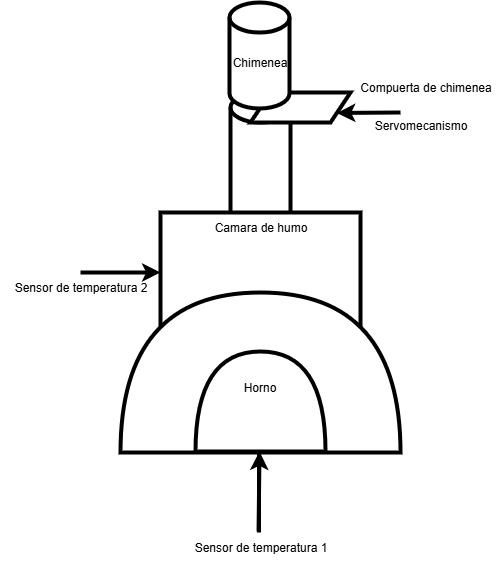 Chimenea
Compuerta de chimenea
Servomecanismo
Camara de humo
Sensor de temperatura 2
Horno
Sensor de temperatura 1